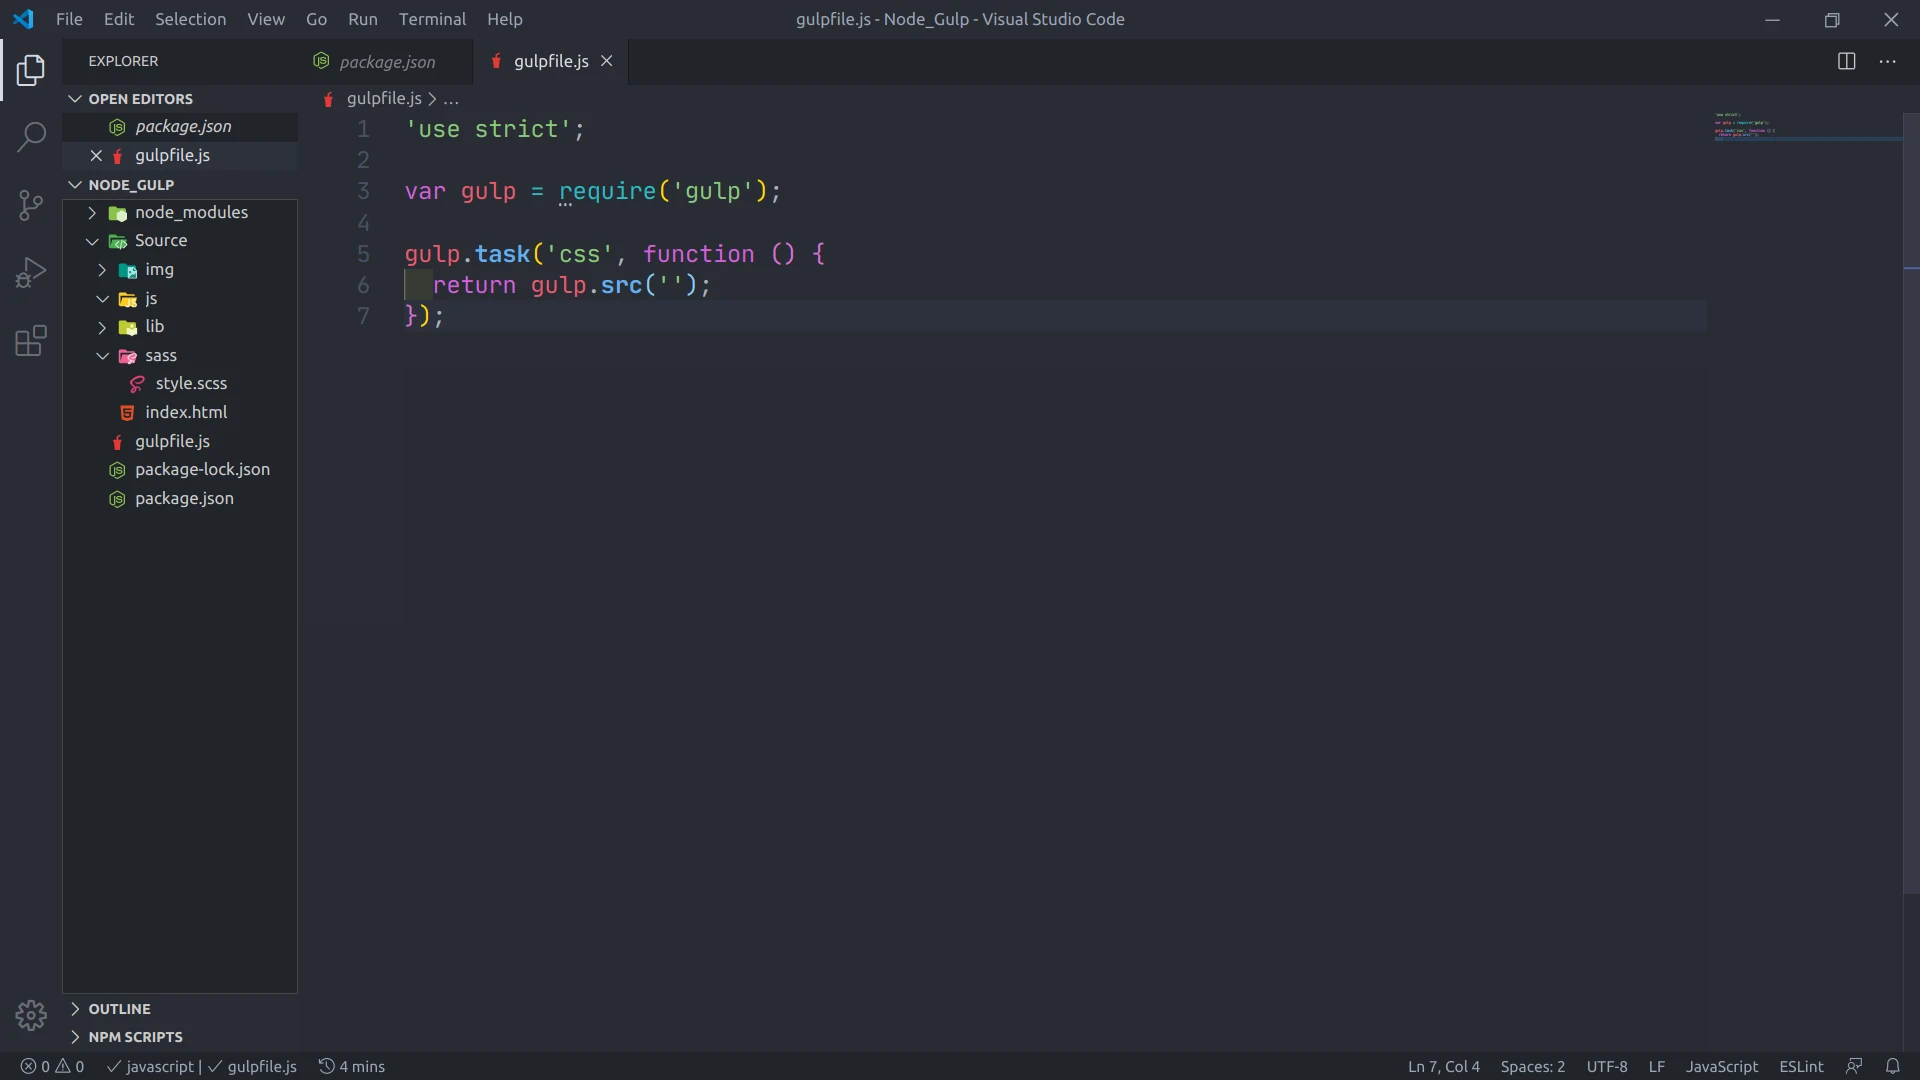 File Edit Selection View Go Run Terminal Help gulpfile.js - Node_Gulp - Visual Studio Code
EXPLORER
package.json
gulpfile.js
OPEN EDITORS
package.json
gulpfile.js
NODE_GULP
node_modules
Source
img
js
lib
sass
style.scss
index.html
gulpfile.js
package-lock.json
package.json
OUTLINE
NPM SCRIPTS
gulpfile.js > ...
1 'use strict';
2
3 var gulp = require('gulp');
4
5 gulp.task('css', function () {
6 return gulp.src('');
7 });
0 0 javascript | gulpfile.js 4 mins Ln 7, Col 4 Spaces: 2 UTF-8 LF JavaScript ESLint